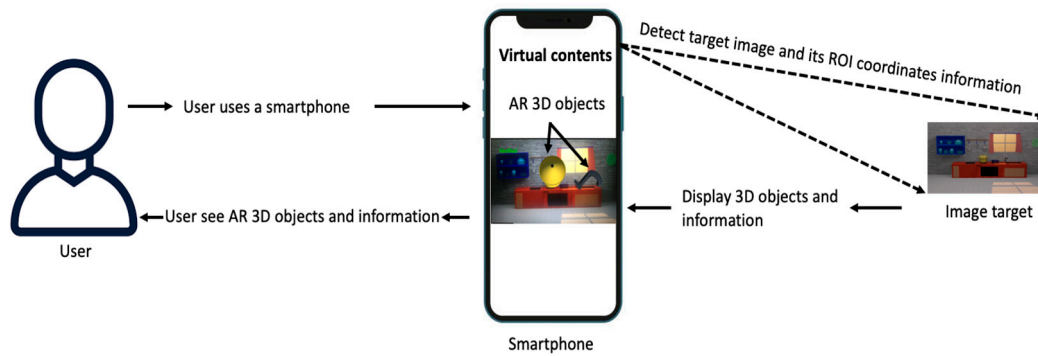 Detect target image and its ROI coordinates information
Virtual contents
User uses a smartphone
AR 3D objects
Display 3D objects and
information
User see AR 3D objects and information
Image target
User
Smartphone